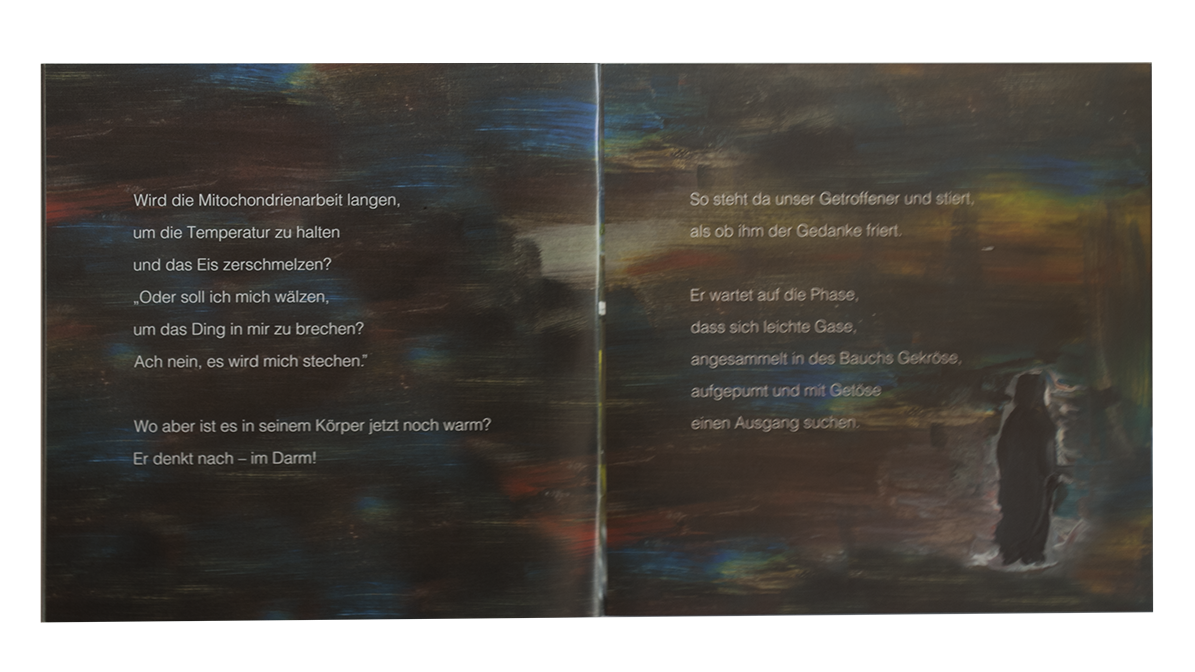 Wird die Mitochondrienarbeit langen,
um die Temperatur zu halten
und das Eis zerschmelzen?
„Oder soll ich mich wälzen,
um das Ding in mir zu brechen?
Ach nein, es wird mich stechen.”
Wo aber ist es in seinem Körper jetzt noch warm?
Er denkt nach – im Darm!
So steht da unser Getroffener und stiert,
als ob ihm der Gedanke friert.
Er wartet auf die Phase,
dass sich leichte Gase,
angesammelt in des Bauchs Gekröse,
aufgepumt und mit Getöse
einen Ausgang suchen.